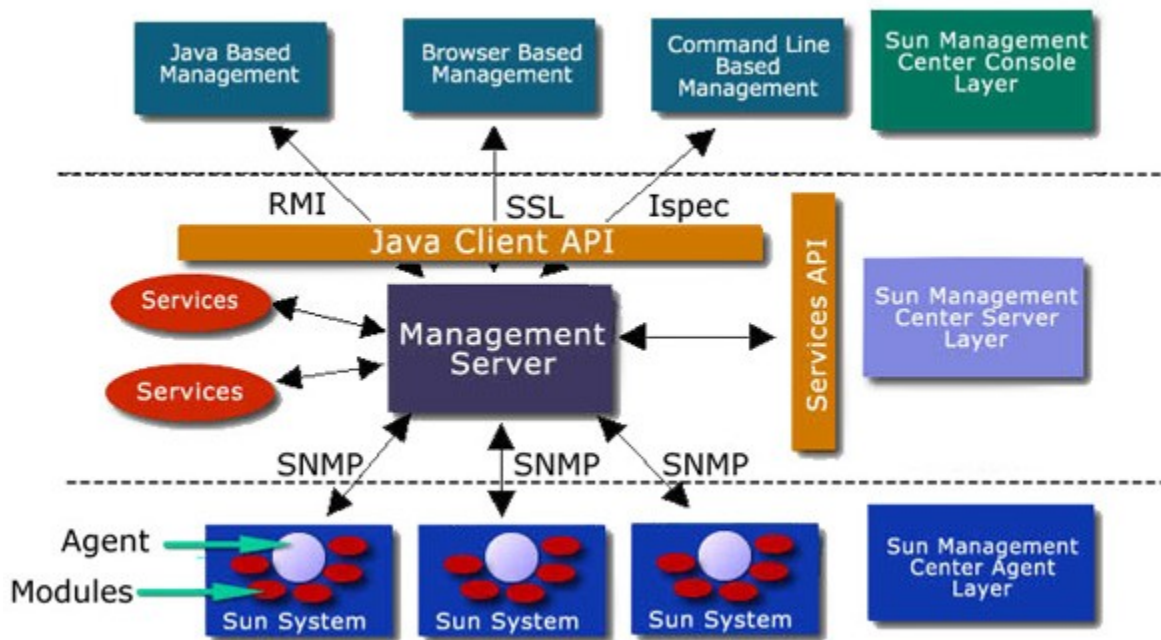 Java Based
Management
Browser Based
Management
Command Line
Based
Management
Sun Management
Center Console
Layer
RMI
SSL
Ispec
Java Client API
Services API
Services
Services
Management
Server
Sun Management
Center Server
Layer
SNMP
SNMP
SNMP
Agent
Modules
Sun System
Sun System
Sun System
Sun Management
Center Agent
Layer